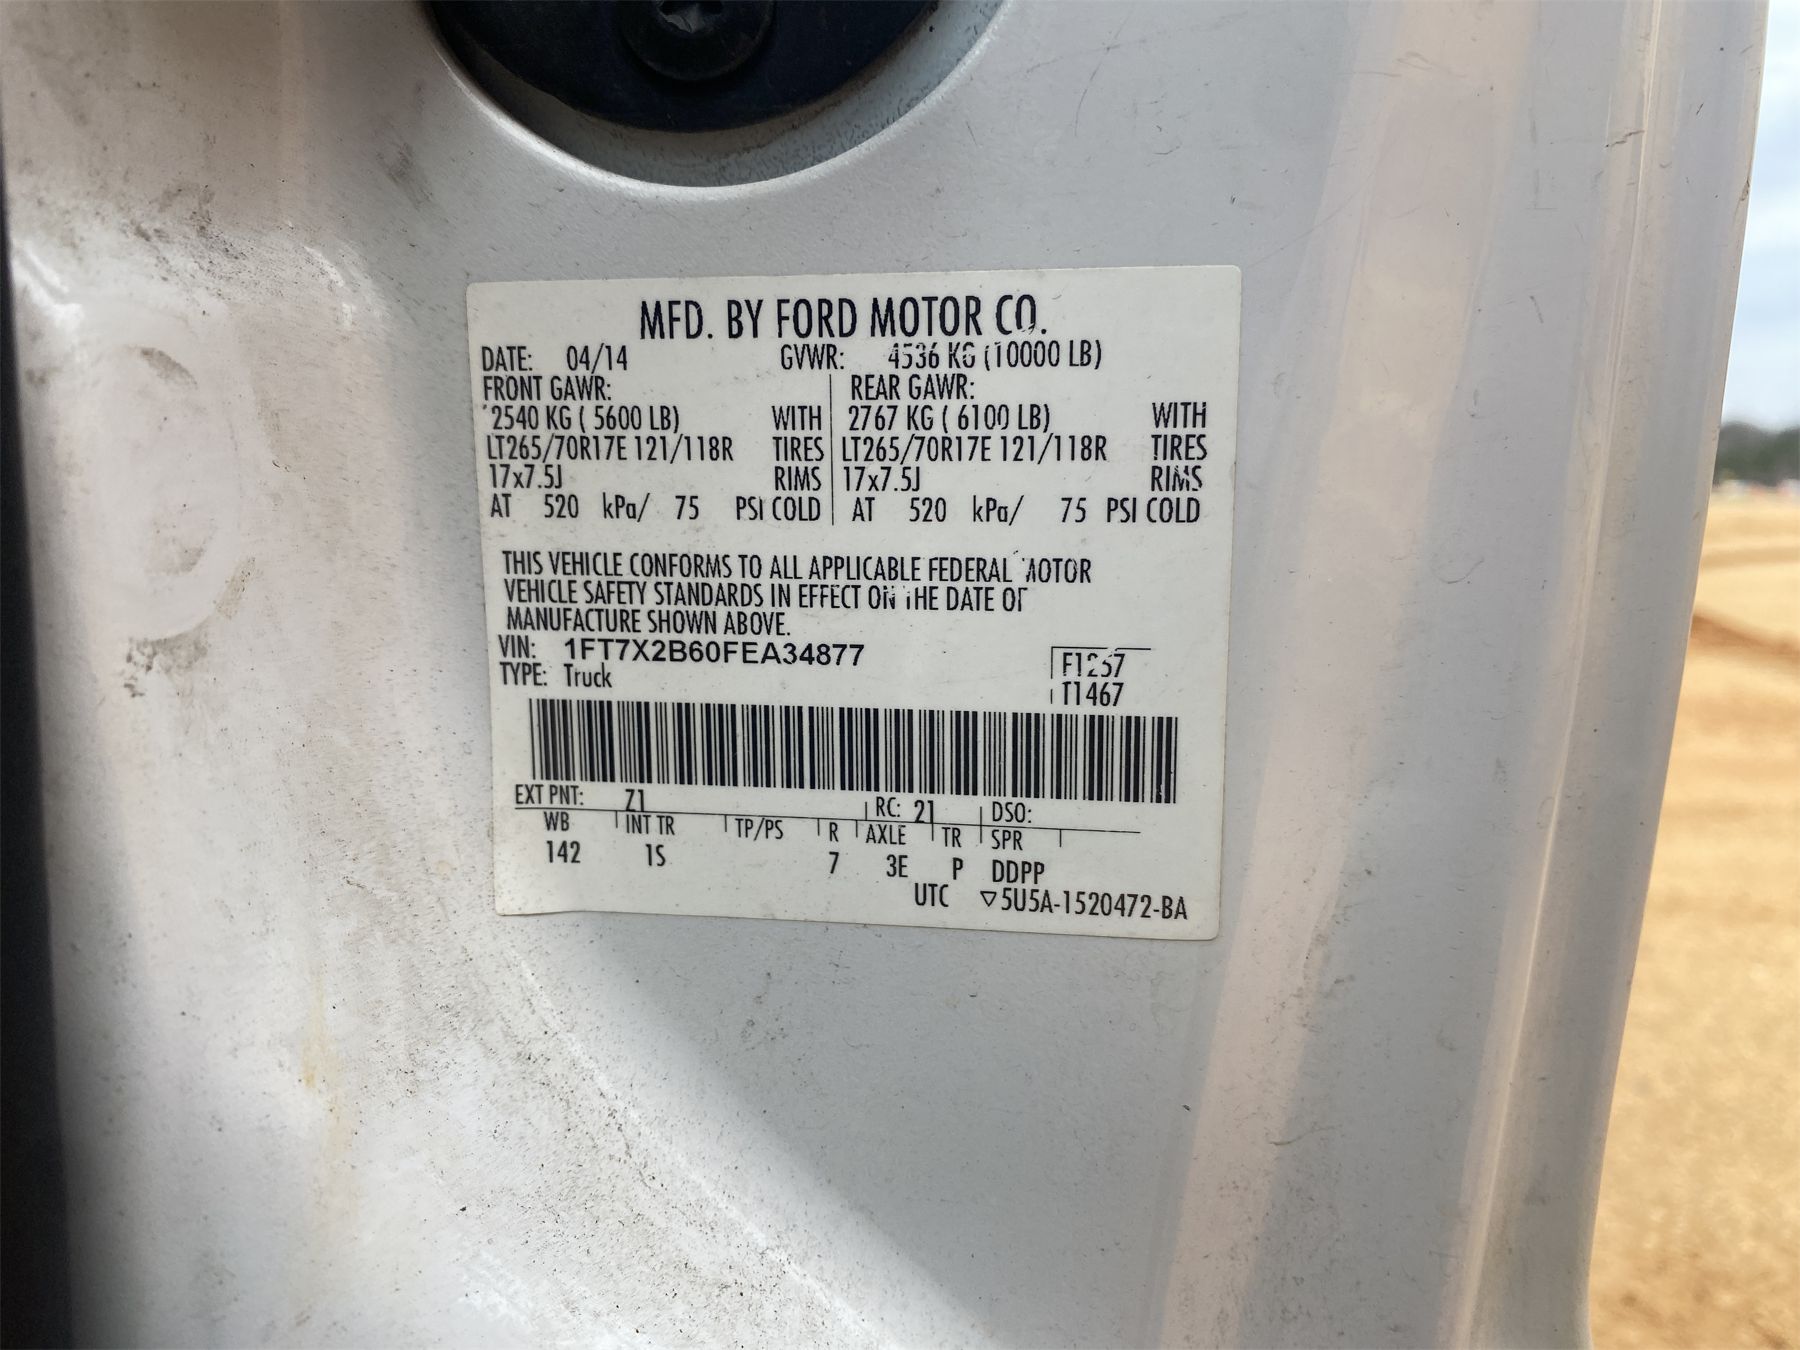 MFD. BY FORD MOTOR CO.
DATE: 04/14 GVWR: 4536 KG (10000 LB)
FRONT GAWR: REAR GAWR:
2540 KG ( 5600 LB) WITH 2767 KG ( 6100 LB) WITH
LT265/70R17E 121/118R TIRES LT265/70R17E 121/118R TIRES
17x7.5J RIMS 17x7.5J RIMS
AT 520 kPa/ 75 PSI COLD AT 520 kPa/ 75 PSI COLD
THIS VEHICLE CONFORMS TO ALL APPLICABLE FEDERAL MOTOR
VEHICLE SAFETY STANDARDS IN EFFECT ON THE DATE OF
MANUFACTURE SHOWN ABOVE.
VIN: 1FT7X2B60FEA34877
TYPE: Truck
T1467
EXT PNT: Z1 RC: 21 DSO:
WB INT TR TP/PS R AXLE TR SPR
142 1S 7 3E P DDPP
UTC ▽5U5A-1520472-BA